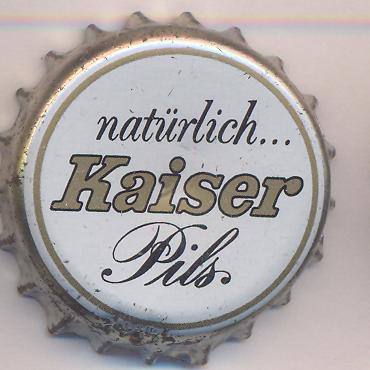 natürlich...
Kaiser
Pils.